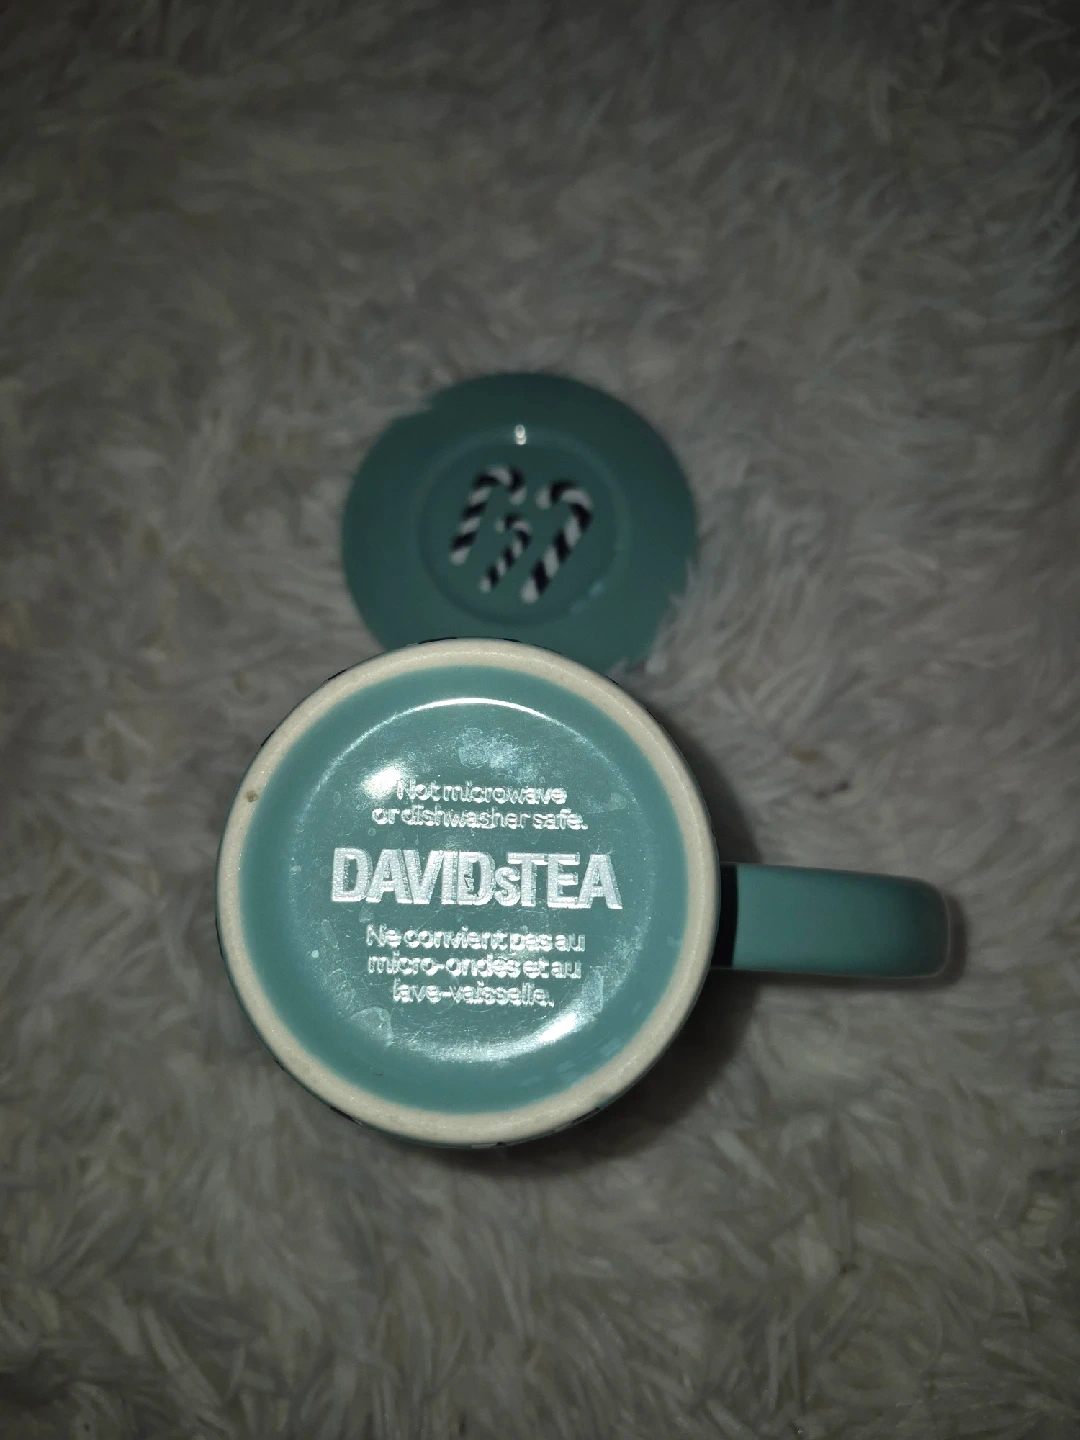 Not microwave
or dishwasher safe.
DAVIDsTEA
Ne convient pas au
micro-ondes et au
lave-vaisselle.